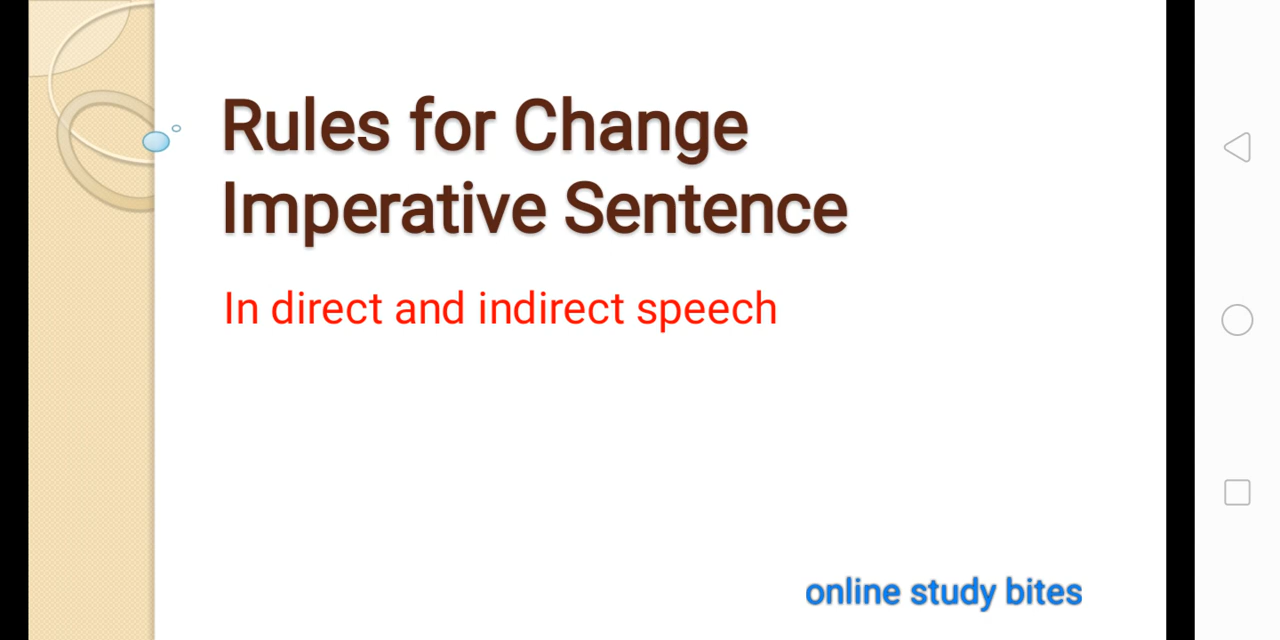 Rules for Change
Imperative Sentence
In direct and indirect speech
online study bites